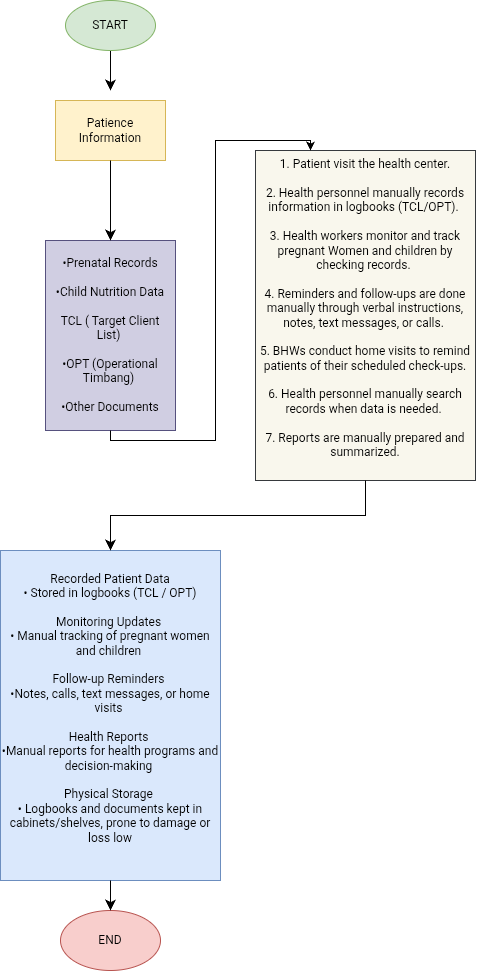 START
Patience
Information
•Prenatal Records
•Child Nutrition Data
TCL ( Target Client
List)
•OPT (Operational
Timbang)
•Other Documents
1. Patient visit the health center.
2. Health personnel manually records
information in logbooks (TCL/OPT).
3. Health workers monitor and track
pregnant Women and children by
checking records.
4. Reminders and follow-ups are done
manually through verbal instructions,
notes, text messages, or calls.
5. BHWs conduct home visits to remind
patients of their scheduled check-ups.
6. Health personnel manually search
records when data is needed.
7. Reports are manually prepared and
summarized.
Recorded Patient Data
• Stored in logbooks (TCL / OPT)
Monitoring Updates
• Manual tracking of pregnant women
and children
Follow-up Reminders
•Notes, calls, text messages, or home
visits
Health Reports
•Manual reports for health programs and
decision-making
Physical Storage
• Logbooks and documents kept in
cabinets/shelves, prone to damage or
loss low
END